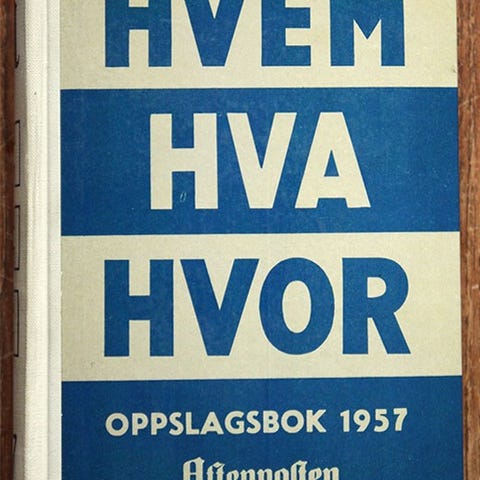 HVEM
HVA
HVOR
OPPSLAGSBOK 1957
Aftenposten